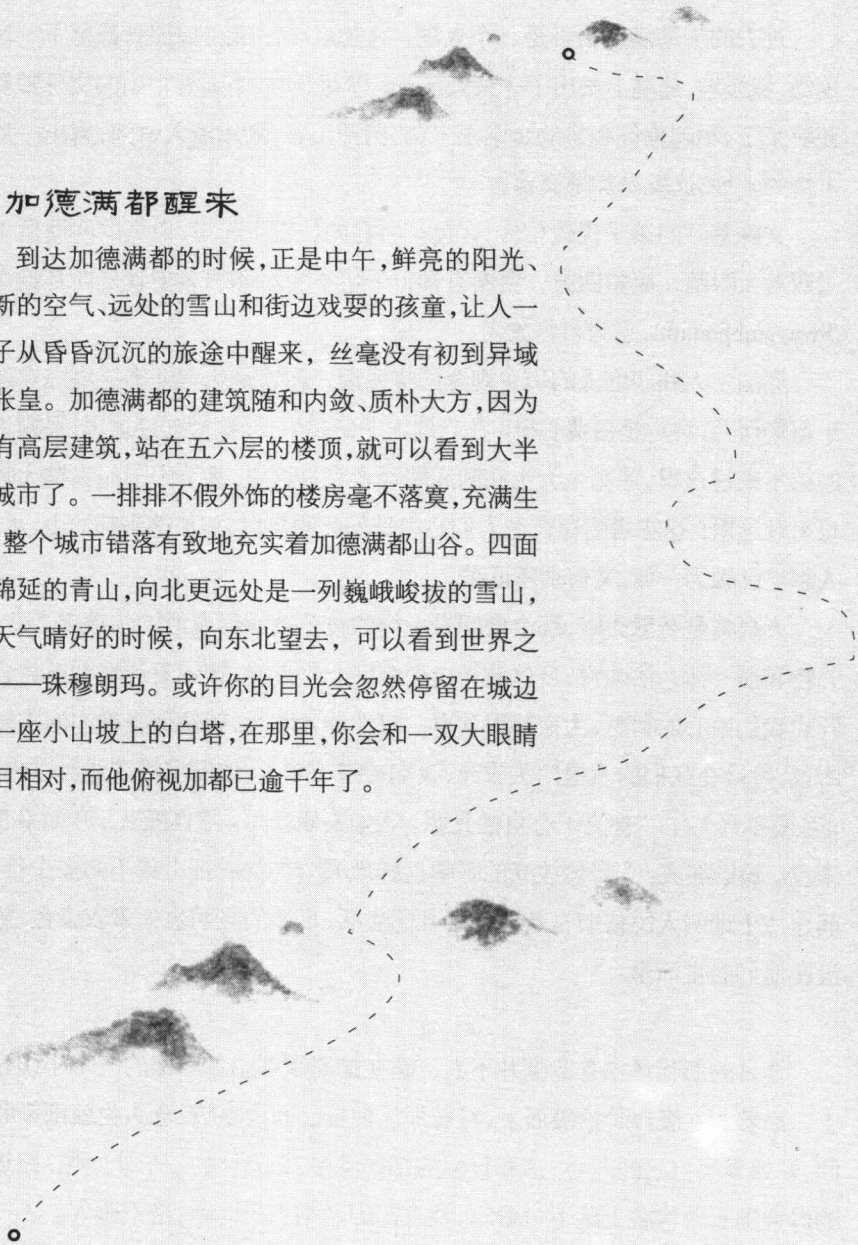 加德满都醒来
到达加德满都的时候，正是中午，鲜亮的阳光、
新的空气、远处的雪山和街边戏耍的孩童，让人一
子从昏昏沉沉的旅途中醒来，丝毫没有初到异域
张皇。加德满都的建筑随和内敛、质朴大方，因为
有高层建筑，站在五六层的楼顶，就可以看到大半
城市了。一排排不假外饰的楼房毫不落寞，充满生
整个城市错落有致地充实着加德满都山谷。四面
锦延的青山，向北更远处是一列巍峨峻拔的雪山，
天气晴好的时候，向东北望去，可以看到世界之
——珠穆朗玛。或许你的目光会忽然停留在城边
一座小山坡上的白塔，在那里，你会和一双大眼睛
目相对，而他俯视加都已逾千年了。